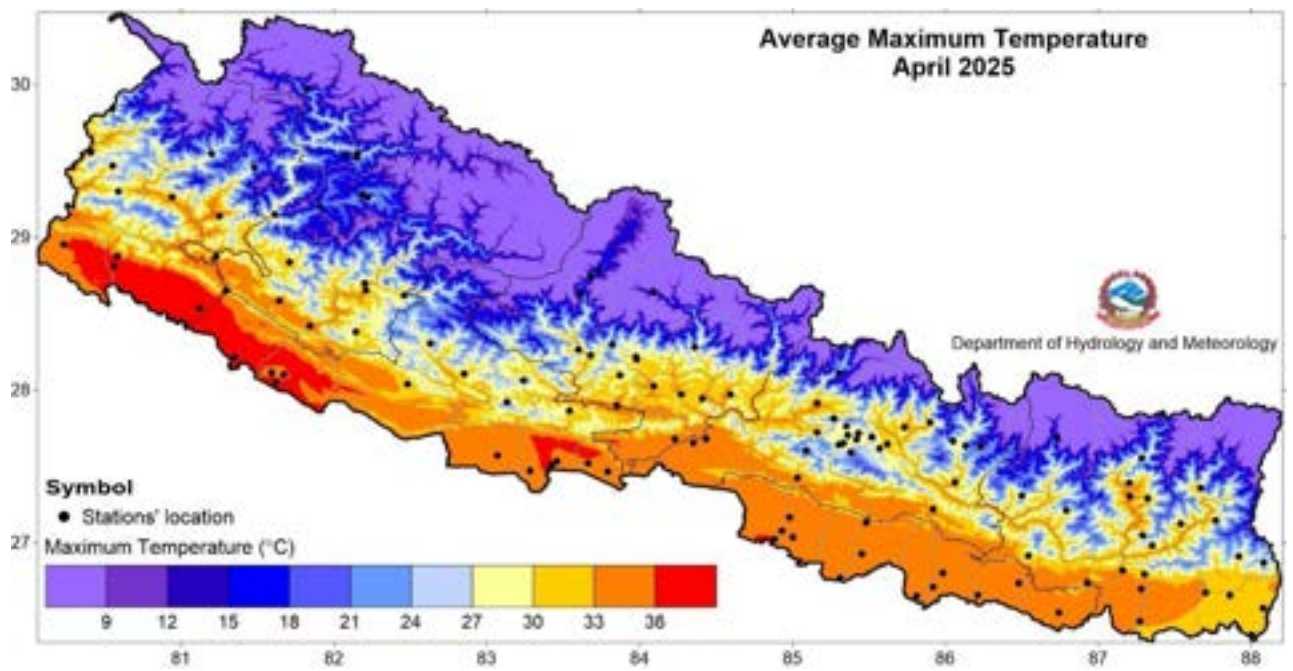 Average Maximum Temperature
April 2025
30
29
28
27
Department of Hydrology and Meteorology
Symbol
Stations' location
Maximum Temperature (°C)
9 12 15 18 21 24 27 30 33 36
81 82 83 84 85 86 87 88